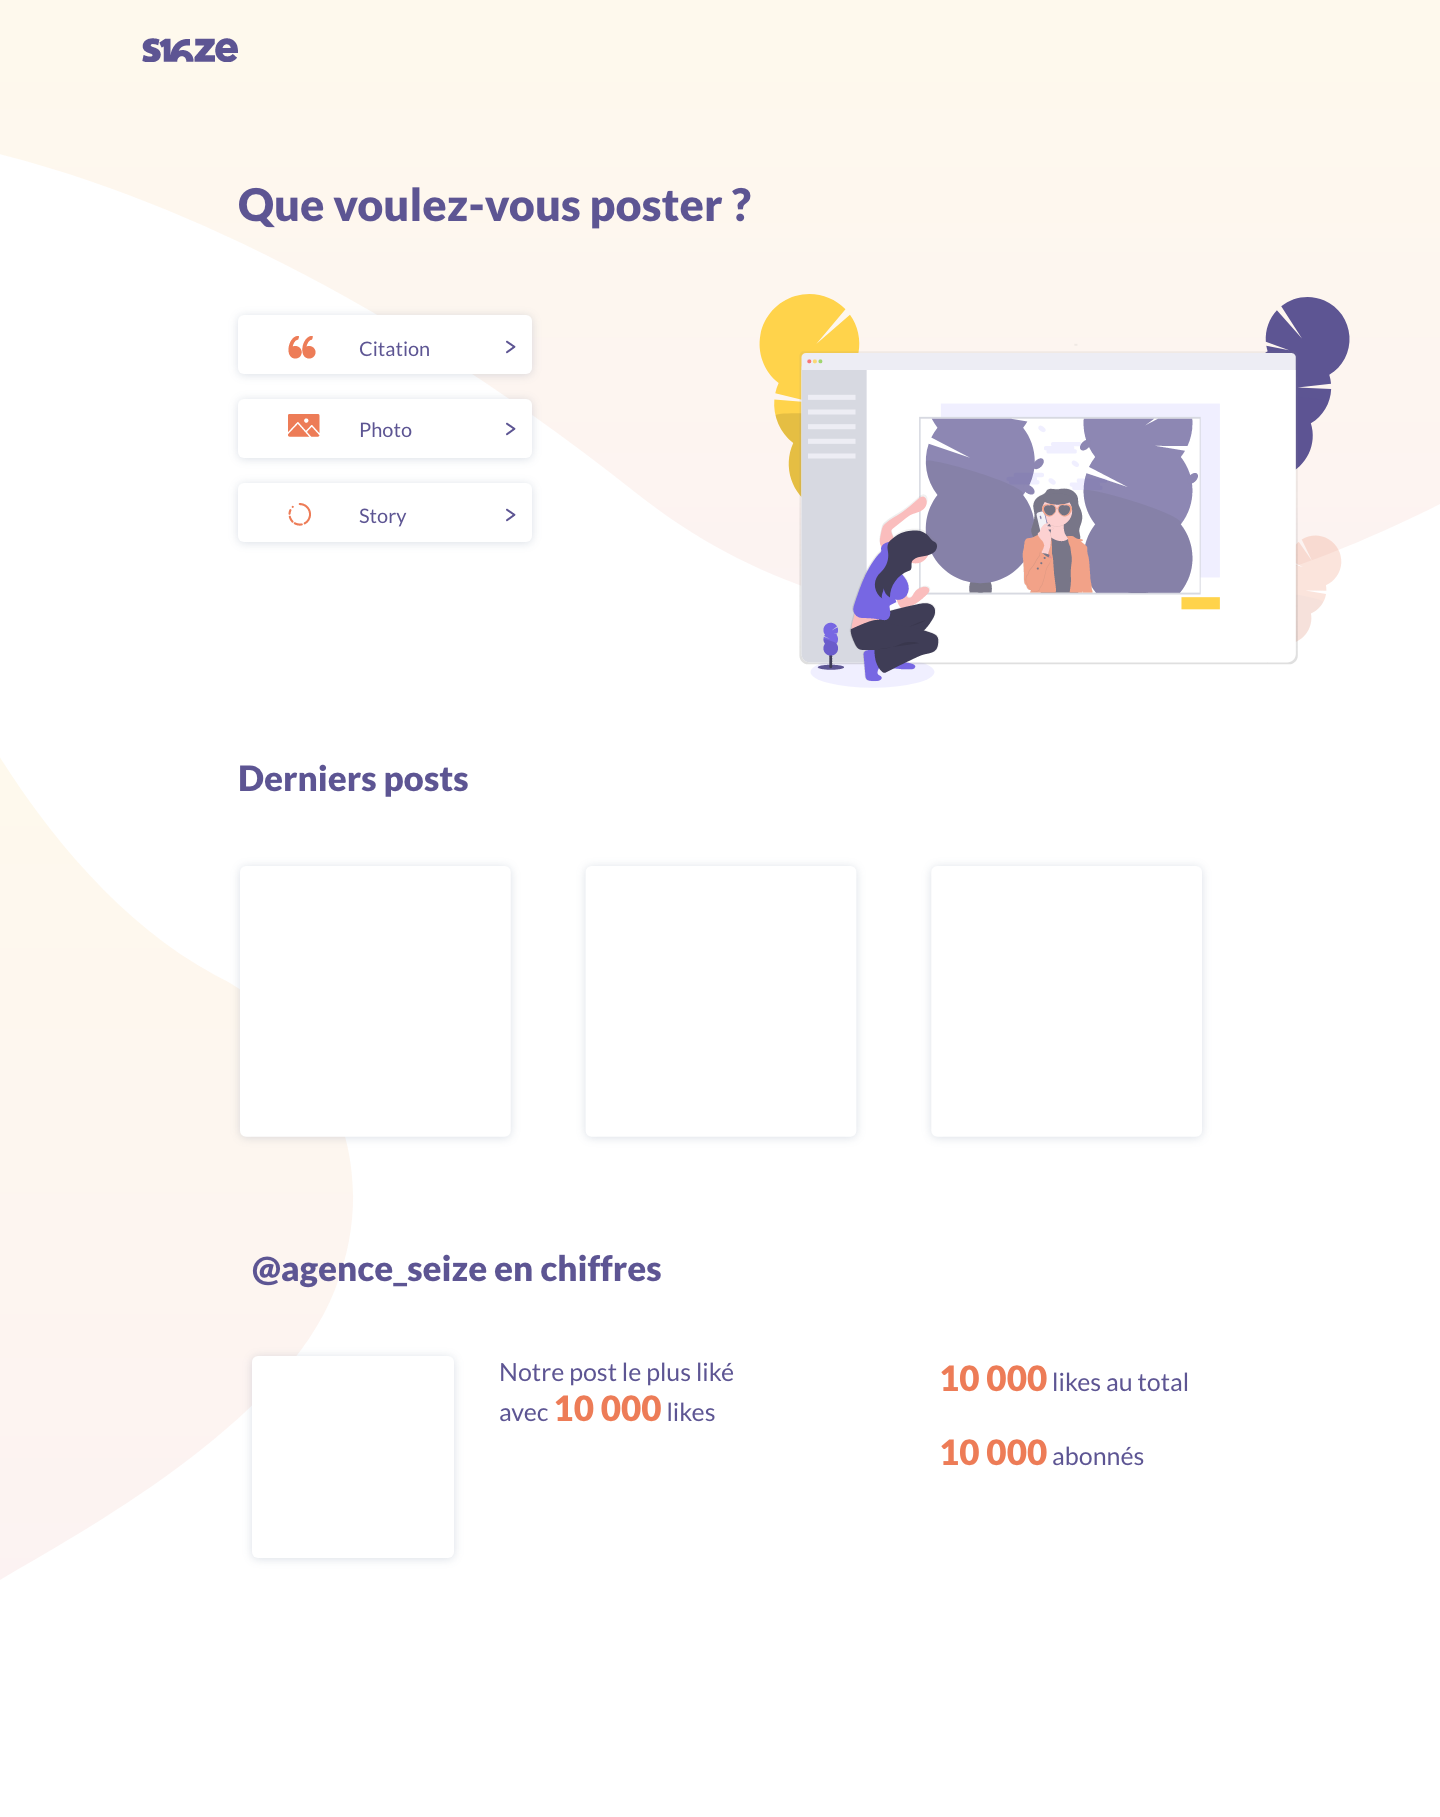 s16ze
Que voulez-vous poster ?
Citation
Photo
Story
Derniers posts
@agence_seize en chiffres
Notre post le plus liké
avec 10 000 likes
10 000 likes au total
10 000 abonnés